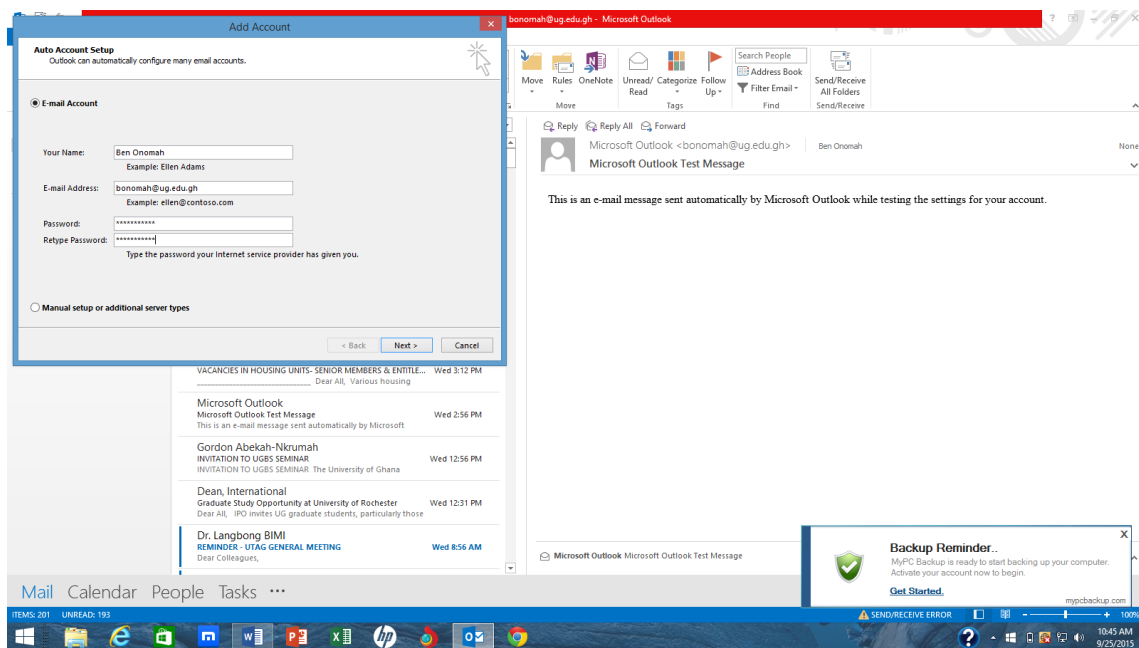 bonomah@ug.edu.gh - Microsoft Outlook
Add Account
Auto Account Setup
Outlook can automatically configure many email accounts.
E-mail Account
Your Name: Ben Onomah
Example: Ellen Adams
E-mail Address: bonomah@ug.edu.gh
Example: ellen@contoso.com
Password: ***********
Retype Password: ***********
Type the password your Internet service provider has given you.
Manual setup or additional server types
< Back Next > Cancel
Move Rules OneNote Unread/ Read Categorize Follow Up
Search People
Address Book
Filter Email
Send/Receive All Folders
Move Tags Find Send/Receive
Reply Reply All Forward
Microsoft Outlook <bonomah@ug.edu.gh> Ben Onomah None
Microsoft Outlook Test Message
This is an e-mail message sent automatically by Microsoft Outlook while testing the settings for your account.
VACANCIES IN HOUSING UNITS- SENIOR MEMBERS & ENTITLE... Wed 3:12 PM
Dear All, Various housing
Microsoft Outlook
Microsoft Outlook Test Message Wed 2:56 PM
This is an e-mail message sent automatically by Microsoft
Gordon Abekah-Nkrumah
INVITATION TO UGBS SEMINAR Wed 12:56 PM
INVITATION TO UGBS SEMINAR The University of Ghana
Dean, International
Graduate Study Opportunity at University of Rochester Wed 12:31 PM
Dear All, IPO invites UG graduate students, particularly those
Dr. Langbong BIMI
REMINDER - UTAG GENERAL MEETING Wed 8:56 AM
Dear Colleagues,
Microsoft Outlook Microsoft Outlook Test Message
Backup Reminder.. X
MyPC Backup is ready to start backing up your computer.
Activate your account now to begin.
Get Started.
mypcbackup.com
Mail Calendar People Tasks ...
ITEMS: 201 UNREAD: 193
SEND/RECEIVE ERROR 100%
10:45 AM
9/25/2015